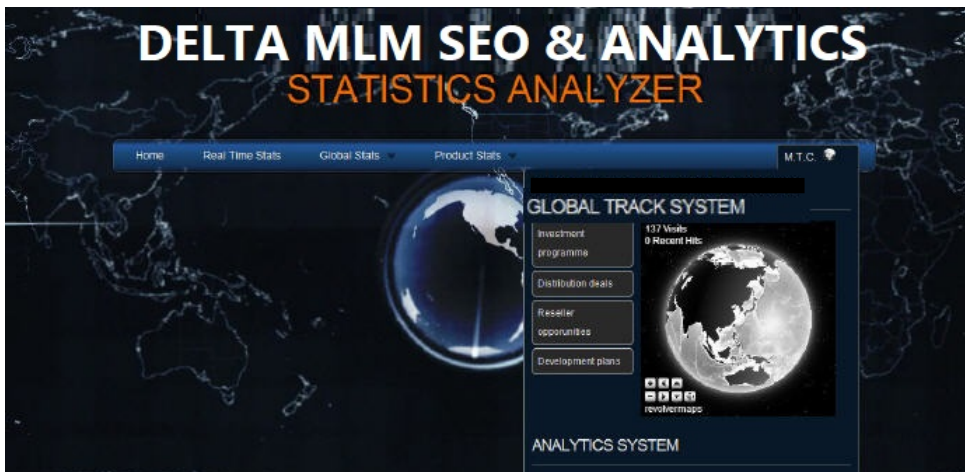 DELTA MLM SEO & ANALYTICS
STATISTICS ANALYZER
Home Real Time Stats Global Stats Product Stats M.T.C.
GLOBAL TRACK SYSTEM
Investment
programme
Distribution deals
Reseller
opporunities
Development plans
137 Visits
0 Recent Hits
revolvermaps
ANALYTICS SYSTEM